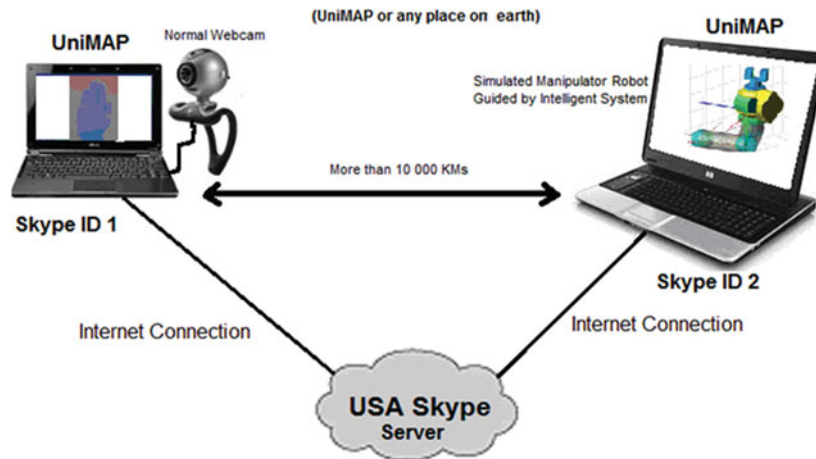 (UniMAP or any place on earth)
UniMAP
Normal Webcam
UniMAP
Simulated Manipulator Robot
Guided by Intelligent System
More than 10 000 KMs
Skype ID 1
Skype ID 2
Internet Connection
Internet Connection
USA Skype
Server